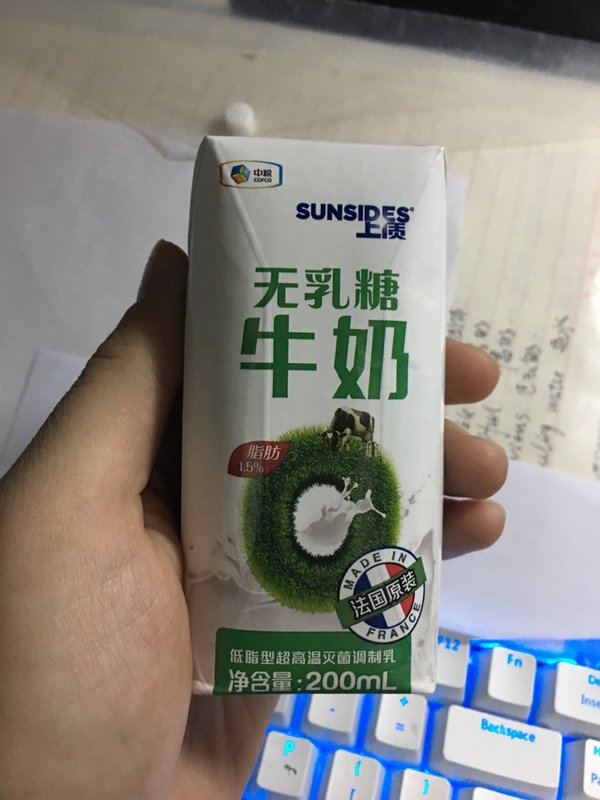 中粮
COFCO
SUNSIDES
上质
无乳糖
牛奶
脂肪
1.5%
MADE IN
法国原装
FRANCE
低脂型超高温灭菌调制乳
净含量:200mL
F12
Fn
Backspace
P